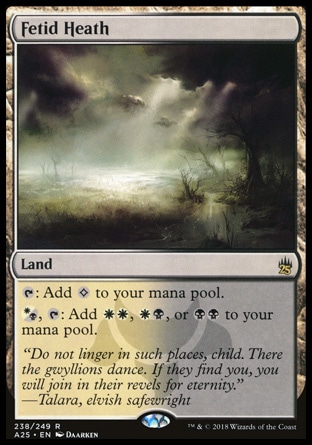 Fetid Heath
Land
25
: Add to your mana pool.
, : Add , , or to
your mana pool.
"Do not linger in such places, child. There
the gwyllions dance. If they find you, you
will join in their revels for eternity."
—Talara, elvish safewright
238/249 R
A25 • EN Daarken
™ & © 2018 Wizards of the Coast